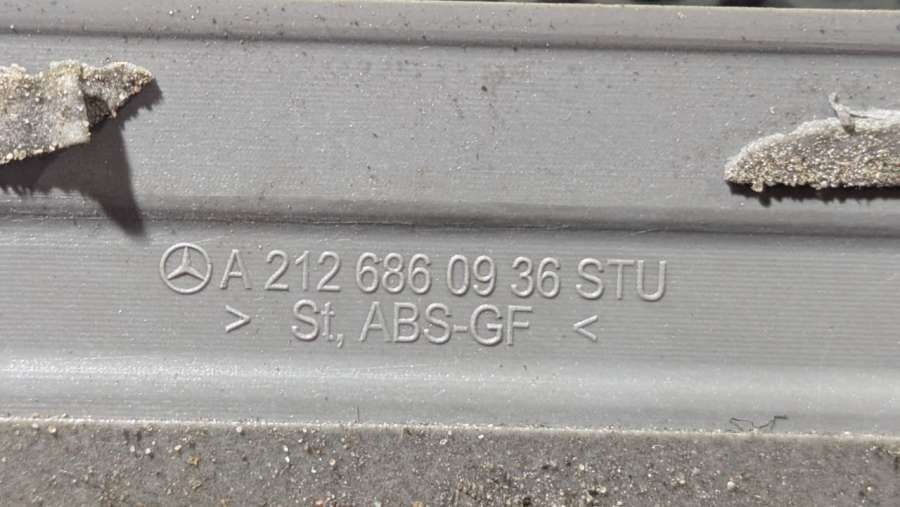 A 212 686 09 36 STU
> St, ABS-GF <